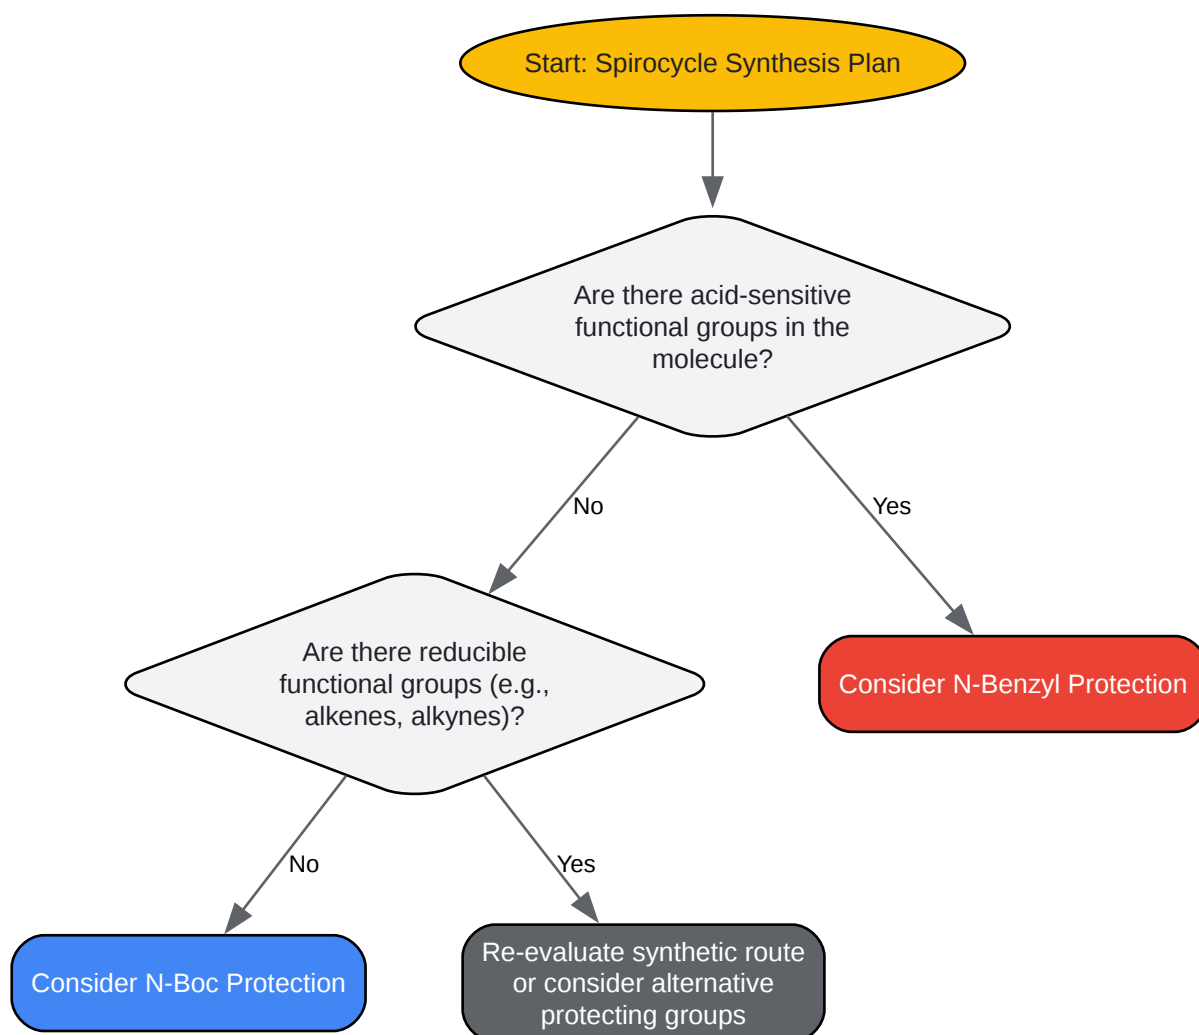 Start: Spirocycle Synthesis Plan
Are there acid-sensitive
functional groups in the
molecule?
No
Yes
Are there reducible
functional groups (e.g.,
alkenes, alkynes)?
Consider N-Benzyl Protection
No
Yes
Consider N-Boc Protection
Re-evaluate synthetic route
or consider alternative
protecting groups